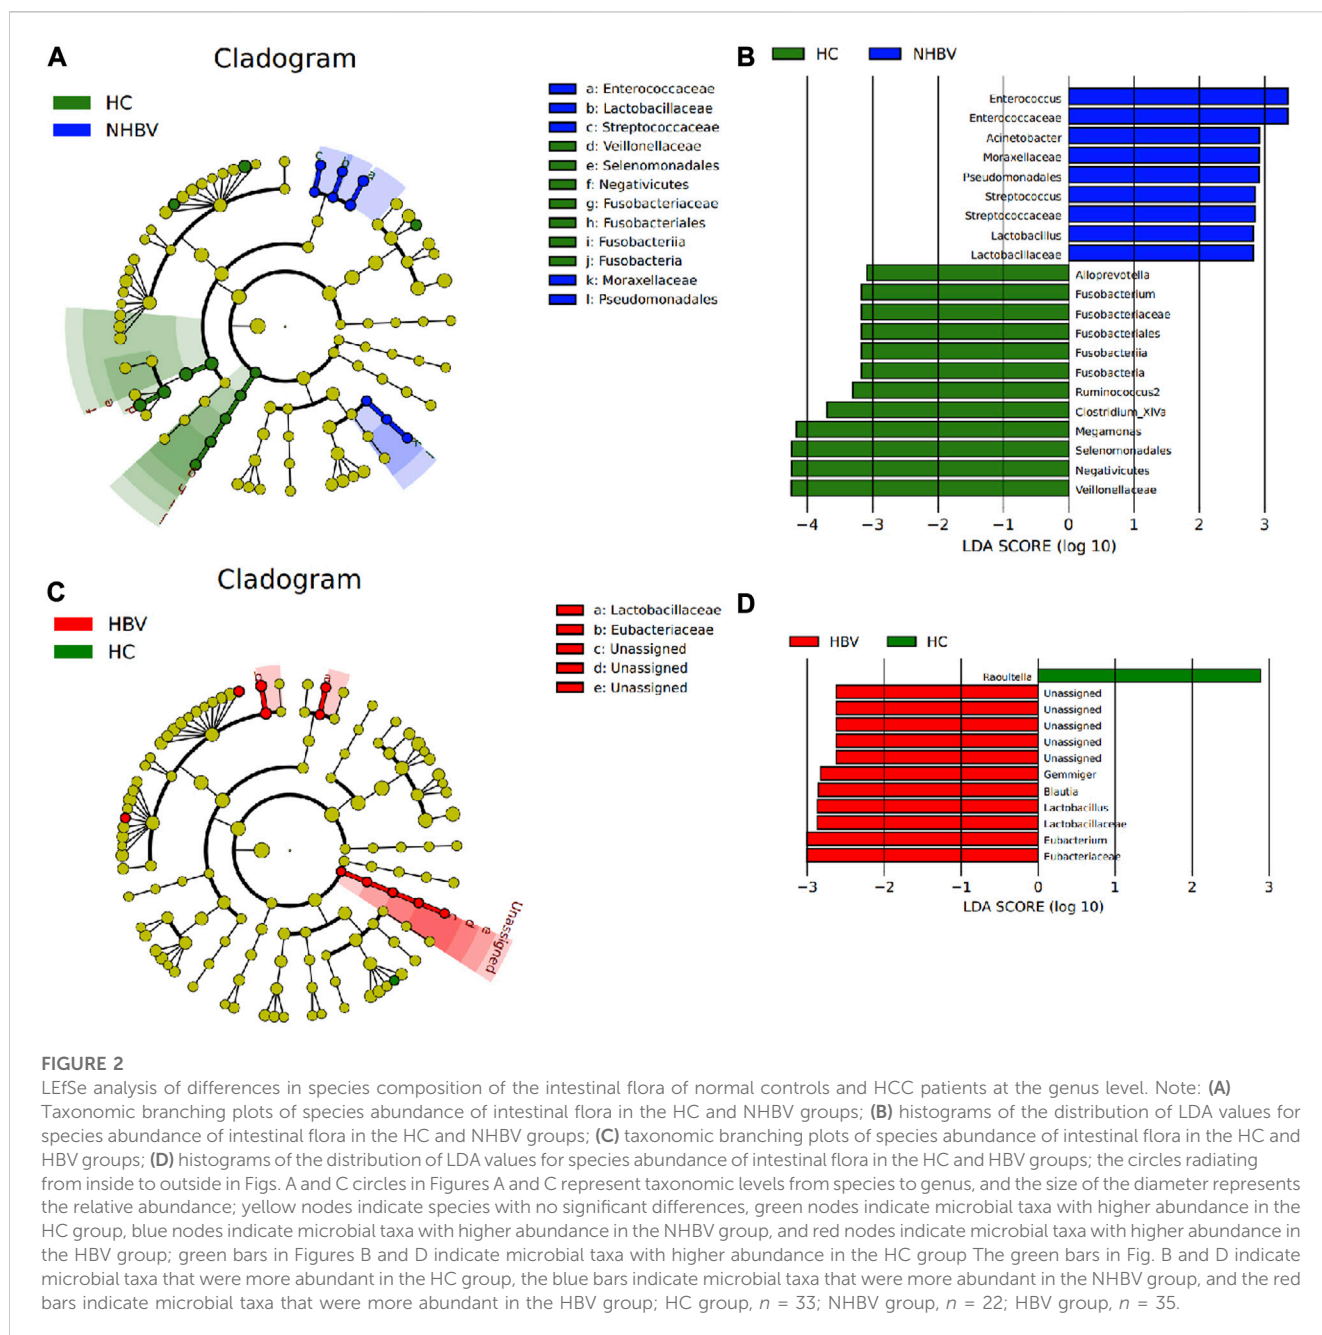 A
Cladogram
HC
NHBV
a: Enterococcaceae
b: Lactobacillaceae
c: Streptococcaceae
d: Veillonellaceae
e: Selenomonadales
f: Negativicutes
g: Fusobacteriaceae
h: Fusobacteriales
i: Fusobacteriia
j: Fusobacteria
k: Moraxellaceae
l: Pseudomonadales
c
b
a
f
e
d
B
HC
NHBV
Enterococcus
Enterococcaceae
Acinetobacter
Moraxellaceae
Pseudomonadales
Streptococcus
Streptococcaceae
Lactobacillus
Lactobacillaceae
Alloprevotella
Fusobacterium
Fusobacteriaceae
Fusobacteriales
Fusobacteriia
Fusobacteria
Ruminococcus2
Clostridium_XIVa
Megamonas
Selenomonadales
Negativicutes
Veillonellaceae
−4 −3 −2 −1 0 1 2 3
LDA SCORE (log 10)
C
Cladogram
HBV
HC
a: Lactobacillaceae
b: Eubacteriaceae
c: Unassigned
d: Unassigned
e: Unassigned
b
a
c
d
e
Unassigned
D
HBV
HC
Raoultella
Unassigned
Unassigned
Unassigned
Unassigned
Unassigned
Gemmiger
Blautia
Lactobacillus
Lactobacillaceae
Eubacterium
Eubacteriaceae
−3 −2 −1 0 1 2 3
LDA SCORE (log 10)
FIGURE 2
LEfSe analysis of differences in species composition of the intestinal flora of normal controls and HCC patients at the genus level. Note: (A)
Taxonomic branching plots of species abundance of intestinal flora in the HC and NHBV groups; (B) histograms of the distribution of LDA values for
species abundance of intestinal flora in the HC and NHBV groups; (C) taxonomic branching plots of species abundance of intestinal flora in the HC and
HBV groups; (D) histograms of the distribution of LDA values for species abundance of intestinal flora in the HC and HBV groups; the circles radiating
from inside to outside in Figs. A and C circles in Figures A and C represent taxonomic levels from species to genus, and the size of the diameter represents
the relative abundance; yellow nodes indicate species with no significant differences, green nodes indicate microbial taxa with higher abundance in the
HC group, blue nodes indicate microbial taxa with higher abundance in the NHBV group, and red nodes indicate microbial taxa with higher abundance in
the HBV group; green bars in Figures B and D indicate microbial taxa with higher abundance in the HC group The green bars in Fig. B and D indicate
microbial taxa that were more abundant in the HC group, the blue bars indicate microbial taxa that were more abundant in the NHBV group, and the red
bars indicate microbial taxa that were more abundant in the HBV group; HC group, n = 33; NHBV group, n = 22; HBV group, n = 35.